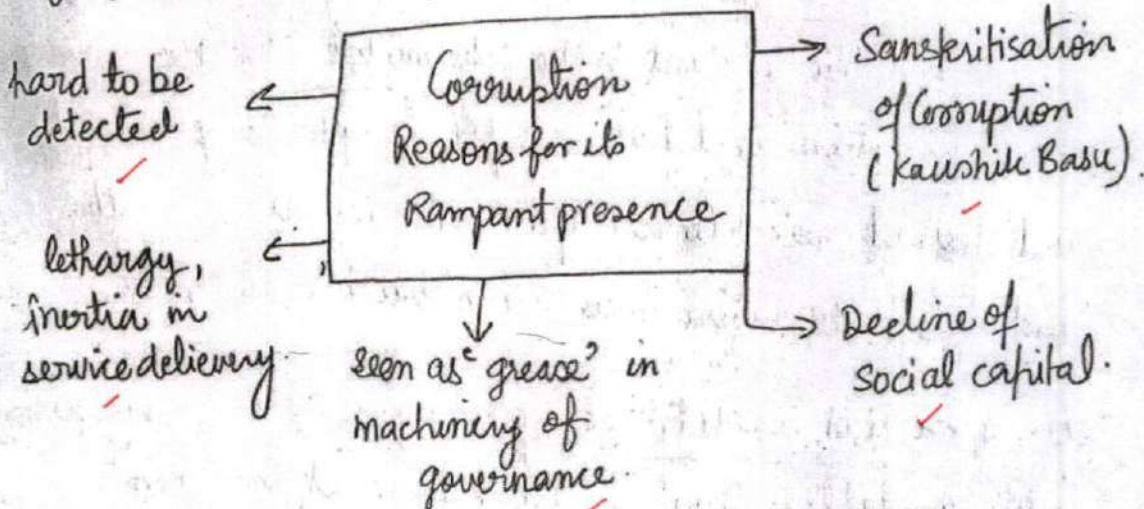 Corruption
Reasons for its
Rampant presence
hard to be
detected
lethargy,
inertia in
service delievery
seen as 'greace' in
machinery of
governance.
Sanskritisation
of Corruption
(Kaushik Basu).
Decline of
social capital.